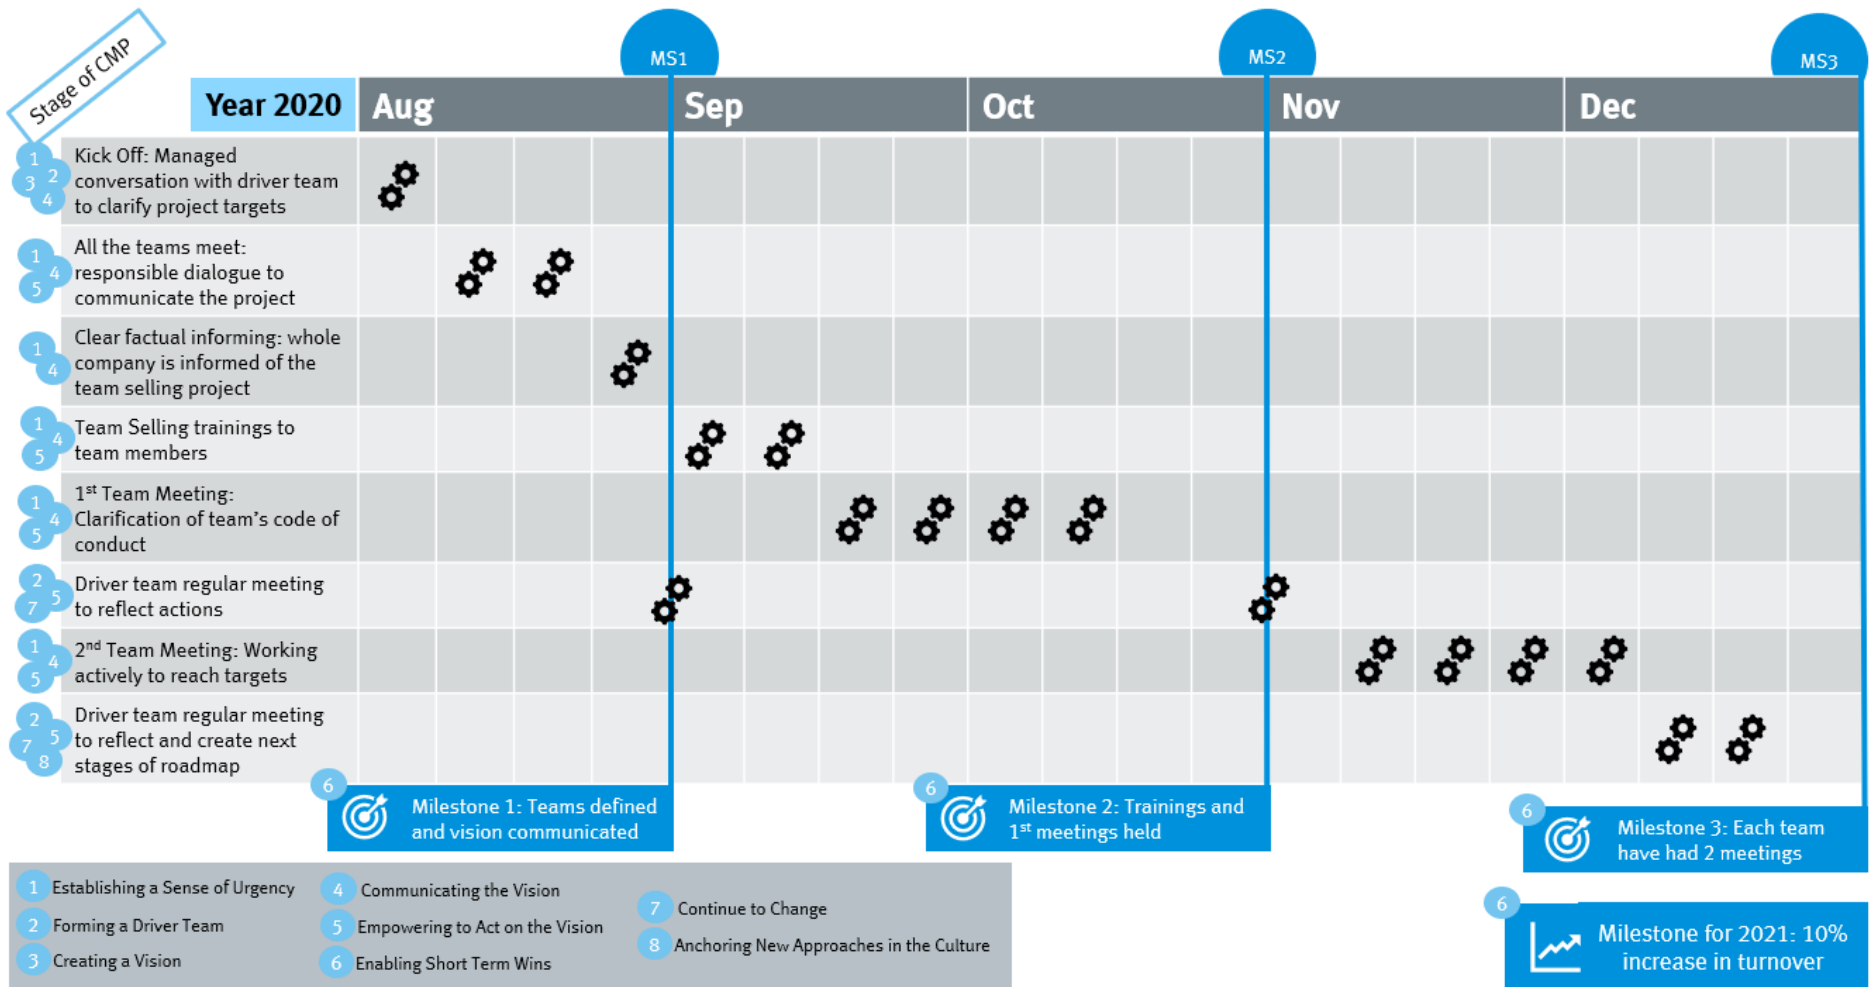 Stage of CMP
MS1
MS2
MS3
Year 2020
Aug
Sep
Oct
Nov
Dec
1
2
3
4
Kick Off: Managed
conversation with driver team
to clarify project targets
1
4
5
All the teams meet:
responsible dialogue to
communicate the project
1
4
Clear factual informing: whole
company is informed of the
team selling project
1
4
5
Team Selling trainings to
team members
1
4
5
1st Team Meeting:
Clarification of team's code of
conduct
2
5
7
Driver team regular meeting
to reflect actions
1
4
5
2nd Team Meeting: Working
actively to reach targets
2
5
7
8
Driver team regular meeting
to reflect and create next
stages of roadmap
6
Milestone 1: Teams defined
and vision communicated
6
Milestone 2: Trainings and
1st meetings held
6
Milestone 3: Each team
have had 2 meetings
1 Establishing a Sense of Urgency
2 Forming a Driver Team
3 Creating a Vision
4 Communicating the Vision
5 Empowering to Act on the Vision
6 Enabling Short Term Wins
7 Continue to Change
8 Anchoring New Approaches in the Culture
6
Milestone for 2021: 10%
increase in turnover